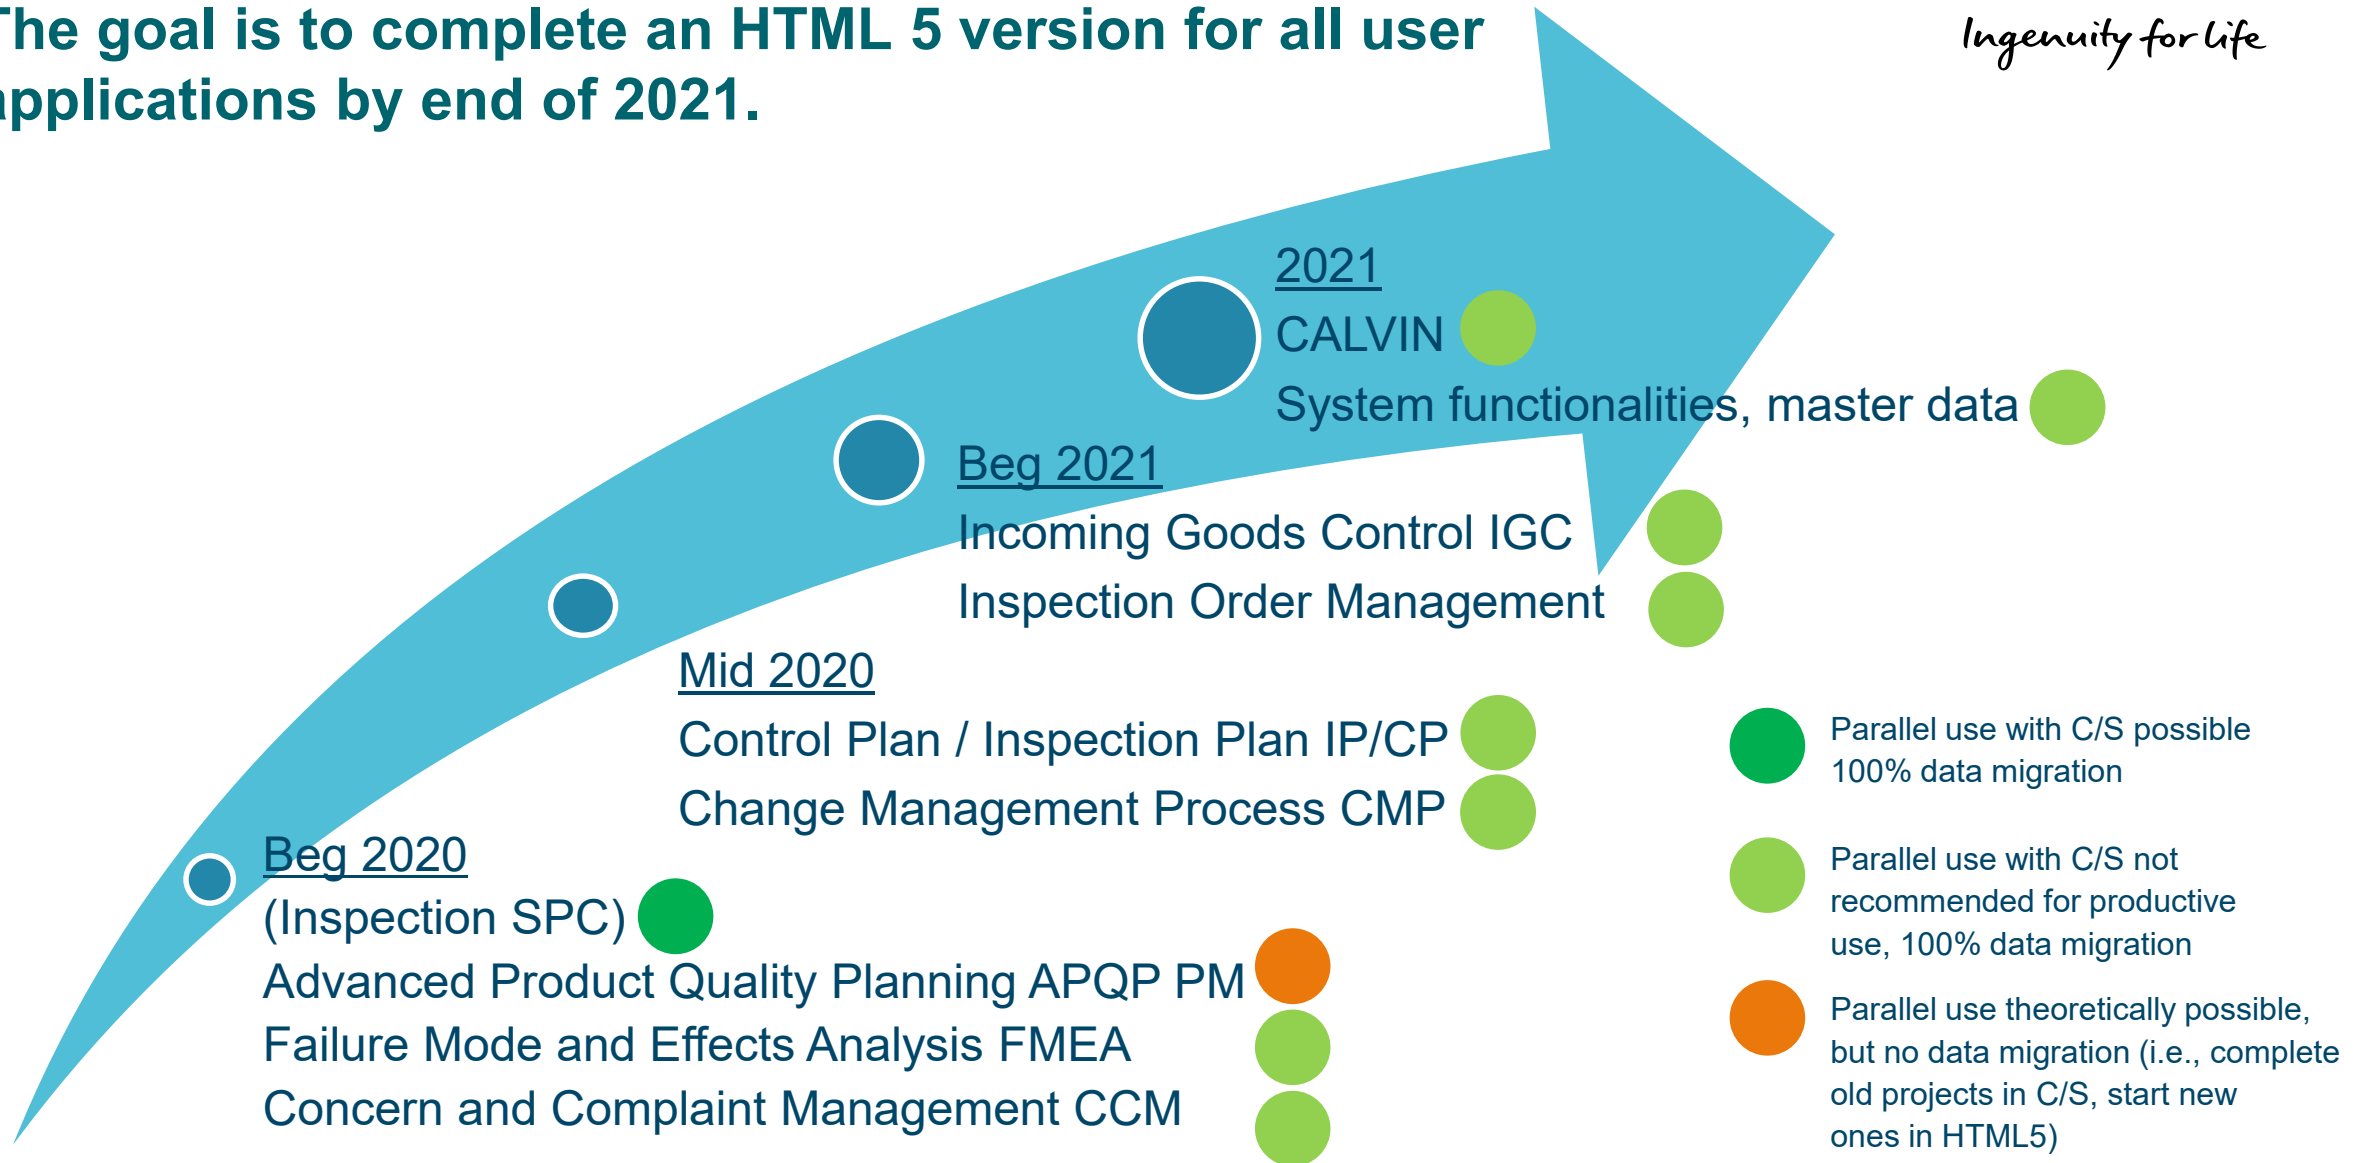 The goal is to complete an HTML 5 version for all user
applications by end of 2021.
Ingenuity for life
2021
CALVIN
System functionalities, master data
Beg 2021
Incoming Goods Control IGC
Inspection Order Management
Mid 2020
Control Plan / Inspection Plan IP/CP
Change Management Process CMP
Beg 2020
(Inspection SPC)
Advanced Product Quality Planning APQP PM
Failure Mode and Effects Analysis FMEA
Concern and Complaint Management CCM
Parallel use with C/S possible
100% data migration
Parallel use with C/S not
recommended for productive
use, 100% data migration
Parallel use theoretically possible,
but no data migration (i.e., complete
old projects in C/S, start new
ones in HTML5)